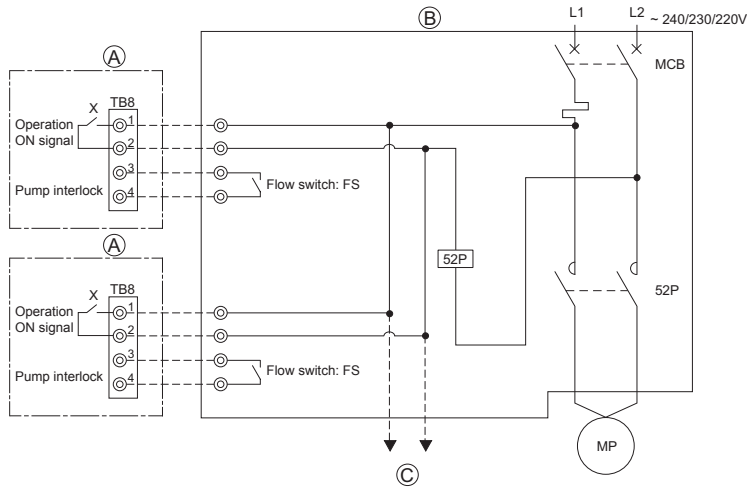 B
L1 L2 ~ 240/230/220V
MCB
A
TB8
X
Operation
ON signal
1
2
3
4
Pump interlock
Flow switch: FS
A
TB8
X
Operation
ON signal
1
2
3
4
Pump interlock
Flow switch: FS
52P
52P
MP
C